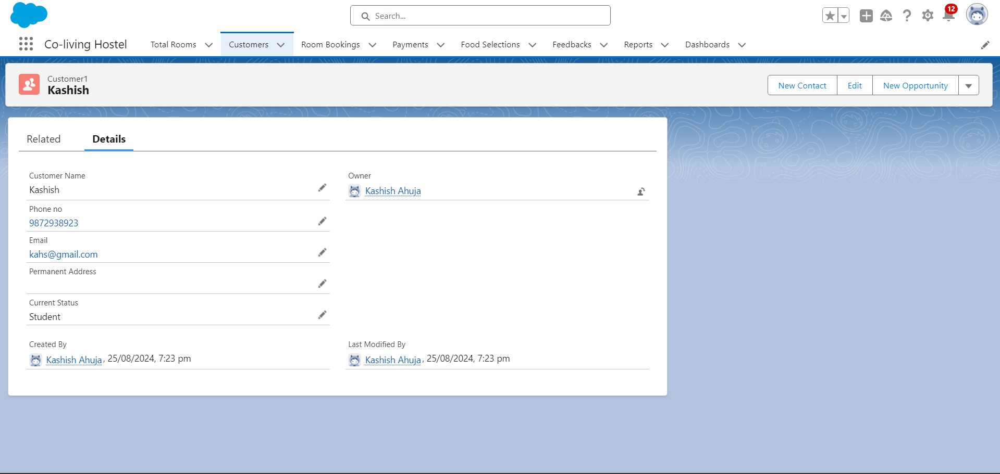 Search...
12
Co-living Hostel
Total Rooms
Customers
Room Bookings
Payments
Food Selections
Feedbacks
Reports
Dashboards
Customer1
Kashish
New Contact
Edit
New Opportunity
Related
Details
Customer Name
Kashish
Owner
Kashish Ahuja
Phone no
9872938923
Email
kahs@gmail.com
Permanent Address
Current Status
Student
Created By
Kashish Ahuja, 25/08/2024, 7:23 pm
Last Modified By
Kashish Ahuja, 25/08/2024, 7:23 pm